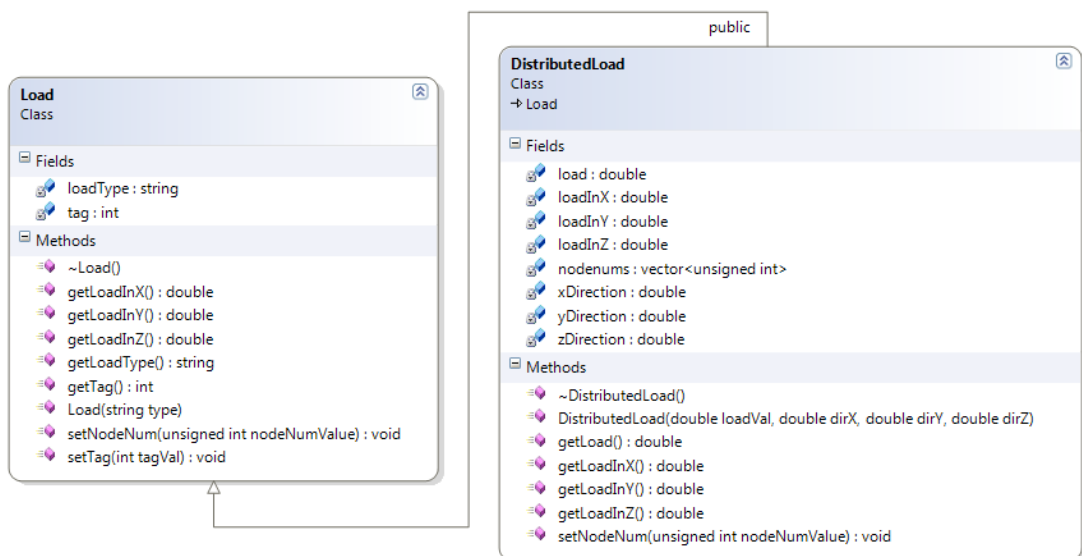 public
Load
Class
Fields
loadType : string
tag : int
Methods
~Load()
getLoadInX() : double
getLoadInY() : double
getLoadInZ() : double
getLoadType() : string
getTag() : int
Load(string type)
setNodeNum(unsigned int nodeNumValue) : void
setTag(int tagVal) : void
DistributedLoad
Class
Load
Fields
load : double
loadInX : double
loadInY : double
loadInZ : double
nodenums : vector<unsigned int>
xDirection : double
yDirection : double
zDirection : double
Methods
~DistributedLoad()
DistributedLoad(double loadVal, double dirX, double dirY, double dirZ)
getLoad() : double
getLoadInX() : double
getLoadInY() : double
getLoadInZ() : double
setNodeNum(unsigned int nodeNumValue) : void